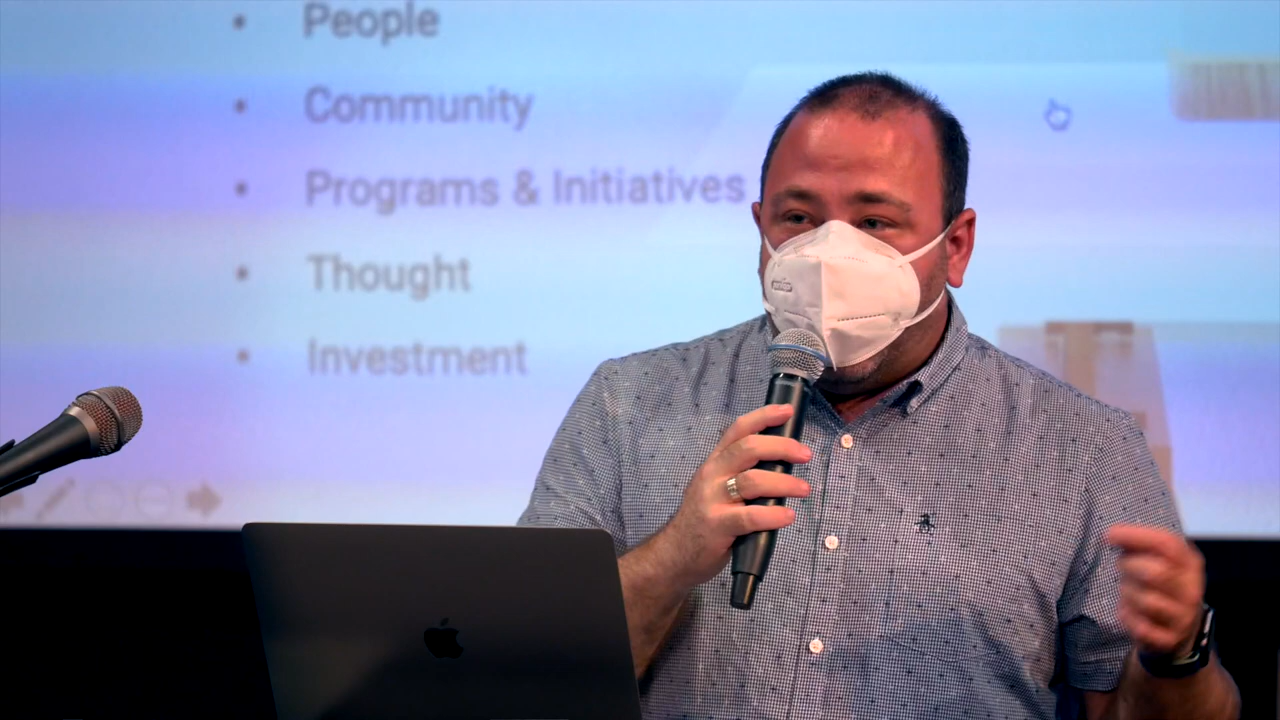 People
Community
Programs & Initiatives
Thought
Investment